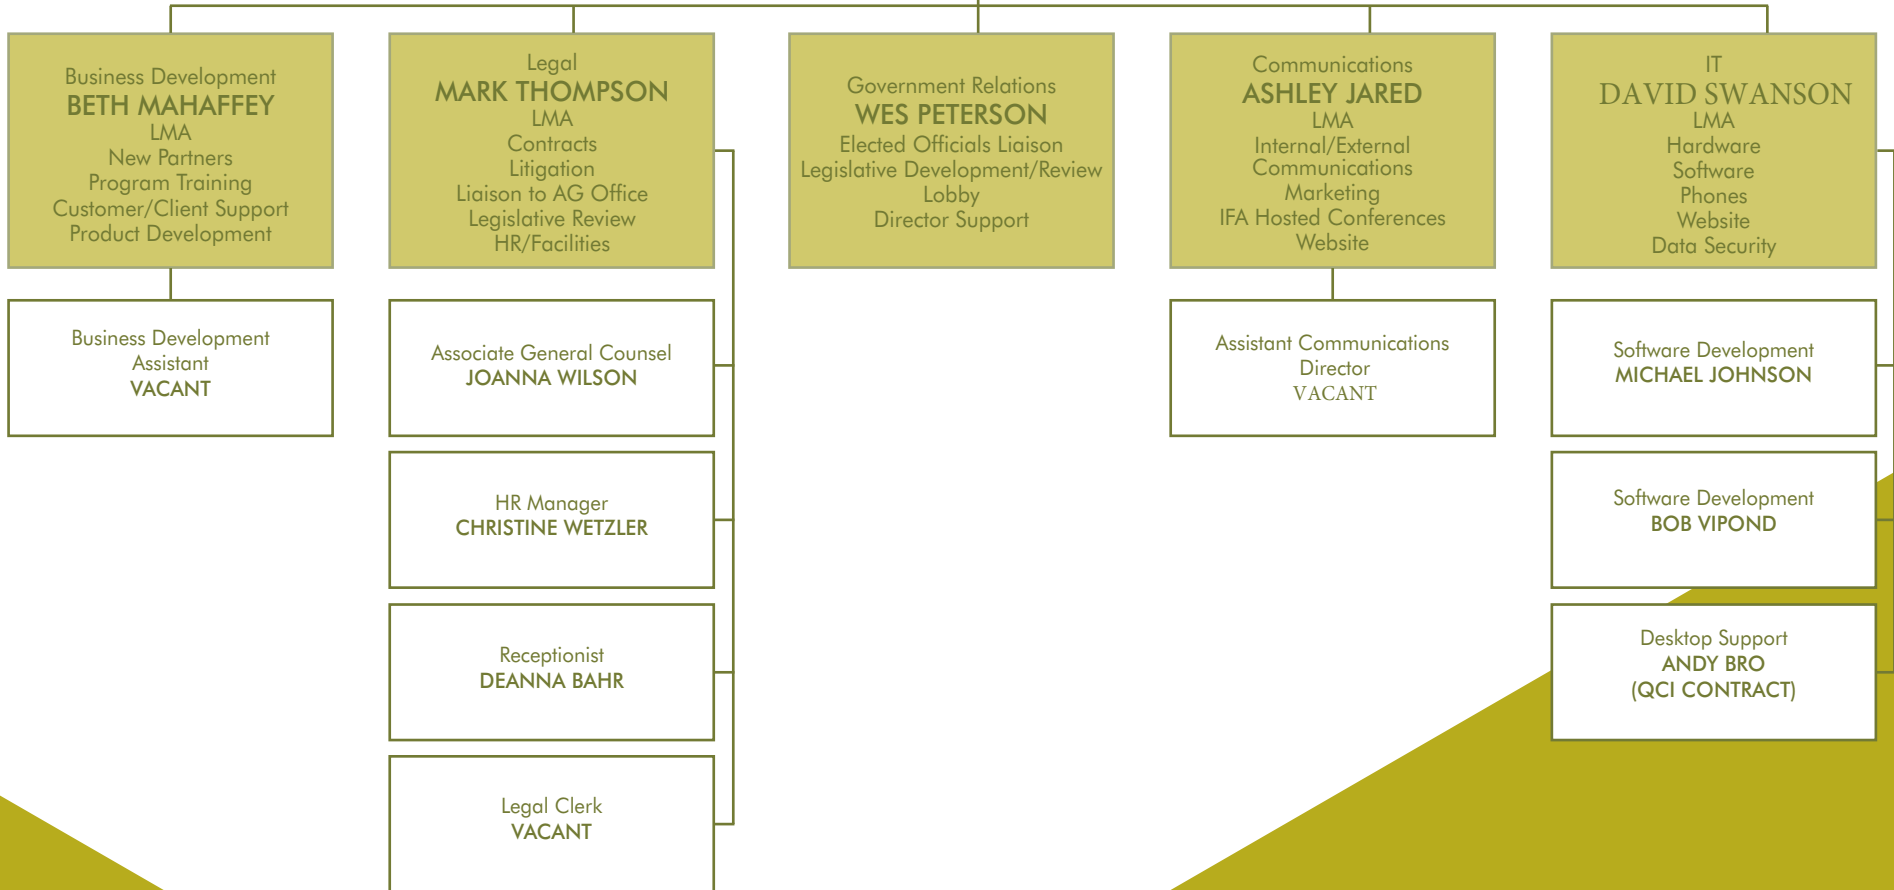 Business Development
BETH MAHAFFEY
LMA
New Partners
Program Training
Customer/Client Support
Product Development
Legal
MARK THOMPSON
LMA
Contracts
Litigation
Liaison to AG Office
Legislative Review
HR/Facilities
Government Relations
WES PETERSON
Elected Officials Liaison
Legislative Development/Review
Lobby
Director Support
Communications
ASHLEY JARED
LMA
Internal/External
Communications
Marketing
IFA Hosted Conferences
Website
IT
DAVID SWANSON
LMA
Hardware
Software
Phones
Website
Data Security
Business Development
Assistant
VACANT
Associate General Counsel
JOANNA WILSON
Assistant Communications
Director
VACANT
Software Development
MICHAEL JOHNSON
HR Manager
CHRISTINE WETZLER
Software Development
BOB VIPOND
Receptionist
DEANNA BAHR
Desktop Support
ANDY BRO
(QCI CONTRACT)
Legal Clerk
VACANT